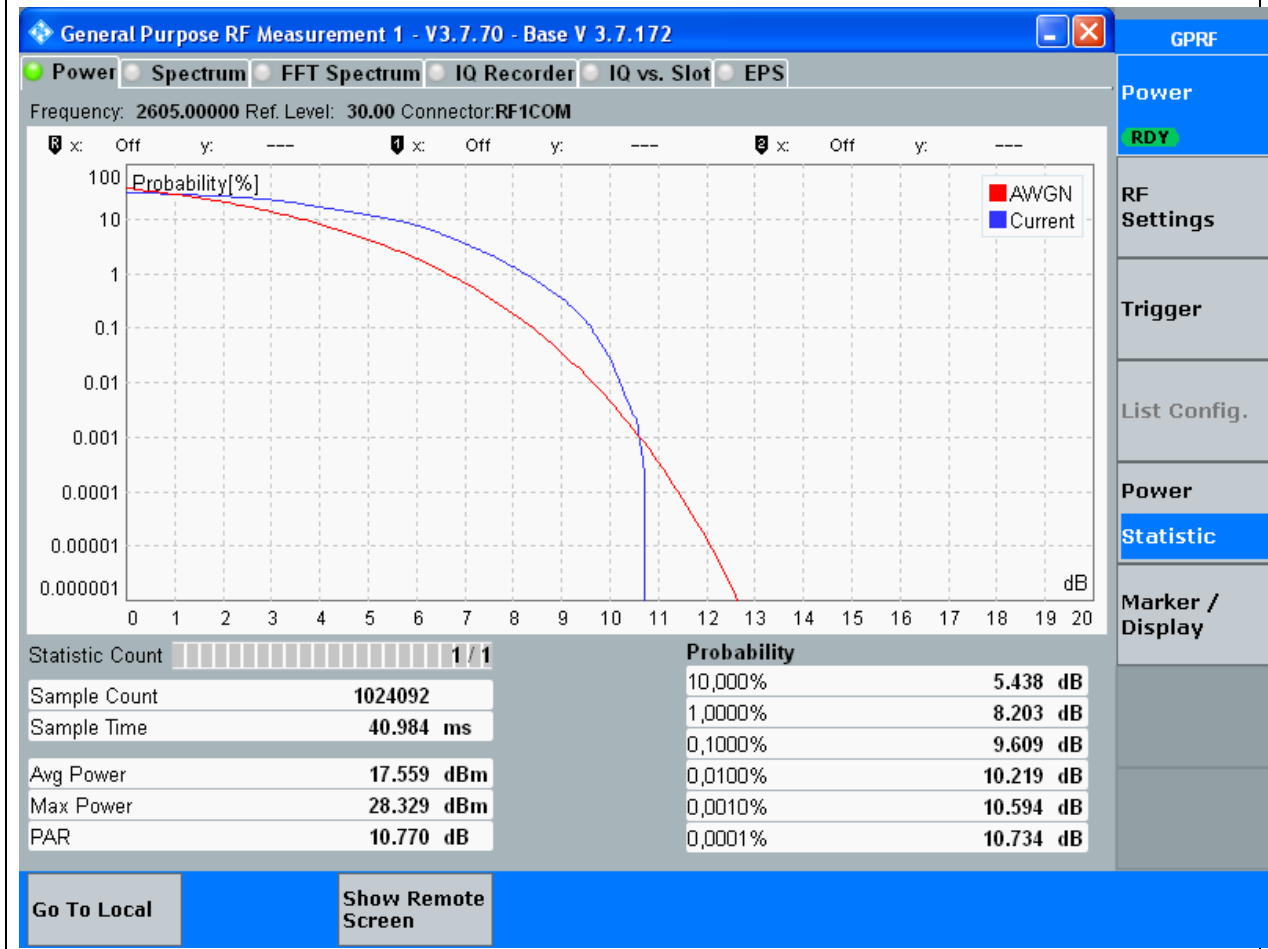 General Purpose RF Measurement 1 - V3.7.70 - Base V 3.7.172
GPRF
Power Spectrum FFT Spectrum IQ Recorder IQ vs. Slot EPS
Frequency: 2605.00000 Ref. Level: 30.00 Connector:RF1COM
R x: Off y: --- 1 x: Off y: --- 2 x: Off y: ---
Probability[%]
100
10
1
0.1
0.01
0.001
0.0001
0.00001
0.000001
AWGN
Current
dB
0 1 2 3 4 5 6 7 8 9 10 11 12 13 14 15 16 17 18 19 20
Statistic Count 1 / 1
Sample Count 1024092
Sample Time 40.984 ms
Avg Power 17.559 dBm
Max Power 28.329 dBm
PAR 10.770 dB
Probability
10,000% 5.438 dB
1,0000% 8.203 dB
0,1000% 9.609 dB
0,0100% 10.219 dB
0,0010% 10.594 dB
0,0001% 10.734 dB
Power
RDY
RF
Settings
Trigger
List Config.
Power
Statistic
Marker /
Display
Go To Local
Show Remote
Screen